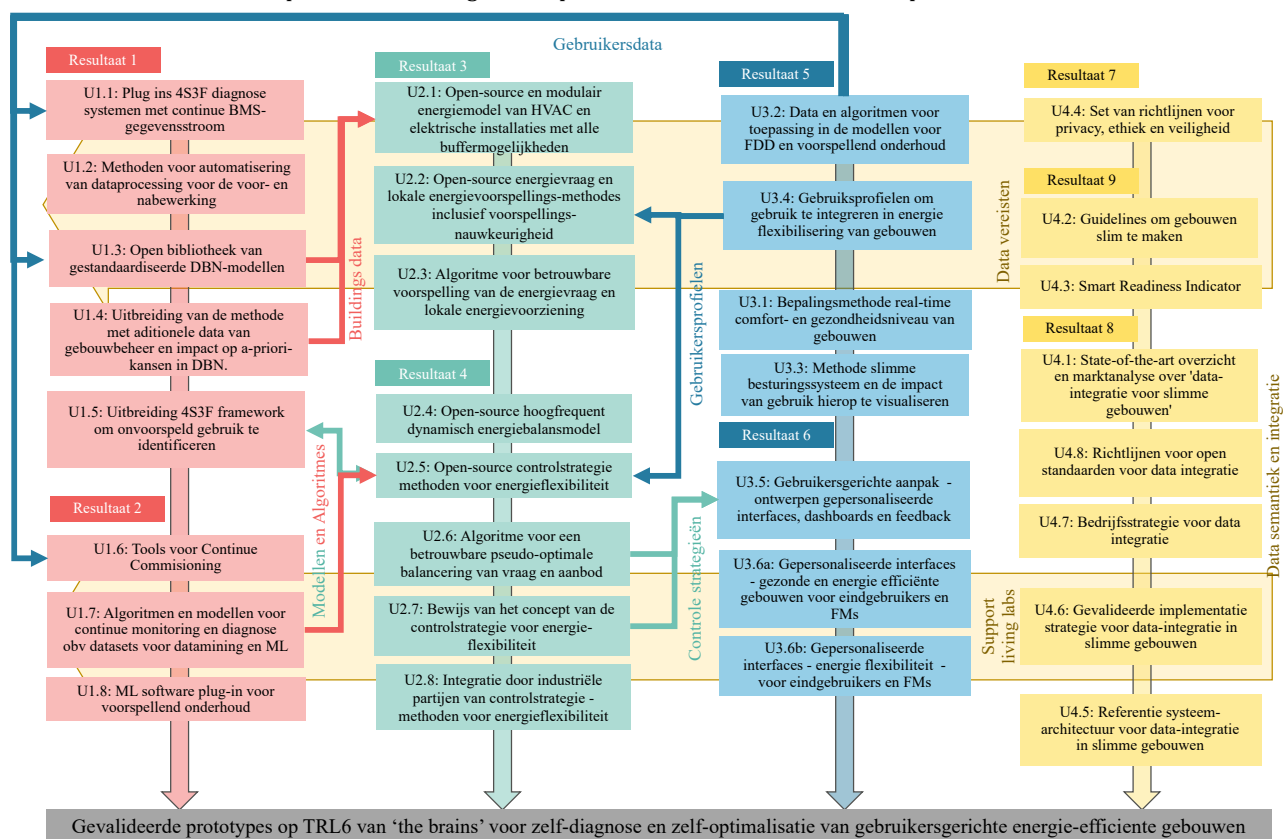 Gebruikersdata
Resultaat 1
U1.1: Plug ins 4S3F diagnose
systemen met continue BMS-
gegevensstroom
U1.2: Methoden voor automatisering
van dataprocessing voor de voor- en
nabewerking
U1.3: Open bibliotheek van
gestandaardiseerde DBN-modellen
U1.4: Uitbreiding van de methode
met aditionele data van
gebouwbeheer en impact op a-priori-
kansen in DBN.
U1.5: Uitbreiding 4S3F framework
om onvoorspeld gebruik te
identificeren
Resultaat 2
U1.6: Tools voor Continue
Commisioning
U1.7: Algoritmen en modellen voor
continue monitoring en diagnose
obv datasets voor datamining en ML
U1.8: ML software plug-in voor
voorspellend onderhoud
Buildings data
Modellen en Algoritmes
Resultaat 3
U2.1: Open-source en modulair
energiemodel van HVAC en
elektrische installaties met alle
buffermogelijkheden
U2.2: Open-source energievraag en
lokale energievoorspellings-methodes
inclusief voorspellings-
nauwkeurigheid
U2.3: Algoritme voor betrouwbare
voorspelling van de energievraag en
lokale energievoorziening
Resultaat 4
U2.4: Open-source hoogfrequent
dynamisch energiebalansmodel
U2.5: Open-source controlstrategie
methoden voor energieflexibiliteit
U2.6: Algoritme voor een
betrouwbare pseudo-optimale
balancering van vraag en aanbod
U2.7: Bewijs van het concept van de
controlstrategie voor energie-
flexibiliteit
U2.8: Integratie door industriële
partijen van controlstrategie -
methoden voor energieflexibiliteit
Gebruikersprofielen
Controle strategieën
Resultaat 5
U3.2: Data en algoritmen voor
toepassing in de modellen voor
FDD en voorspellend onderhoud
U3.4: Gebruiksprofielen om
gebruik te integreren in energie
flexibilisering van gebouwen
U3.1: Bepalingsmethode real-time
comfort- en gezondheidsniveau van
gebouwen
U3.3: Methode slimme
besturingssysteem en de impact
van gebruik hierop te visualiseren
Resultaat 6
U3.5: Gebruikersgerichte aanpak -
ontwerpen gepersonaliseerde
interfaces, dashboards en feedback
U3.6a: Gepersonaliseerde interfaces
- gezonde en energie efficiënte
gebouwen voor eindgebruikers en
FMs
U3.6b: Gepersonaliseerde
interfaces - energie flexibiliteit -
voor eindgebruikers en FMs
Data vereisten
Support
living labs
Resultaat 7
U4.4: Set van richtlijnen voor
privacy, ethiek en veiligheid
Resultaat 9
U4.2: Guidelines om gebouwen
slim te maken
U4.3: Smart Readiness Indicator
Resultaat 8
U4.1: State-of-the-art overzicht
en marktanalyse over 'data-
integratie voor slimme
gebouwen'
U4.8: Richtlijnen voor open
standaarden voor data integratie
U4.7: Bedrijfsstrategie voor data
integratie
U4.6: Gevalideerde implementatie
strategie voor data-integratie in
slimme gebouwen
U4.5: Referentie systeem-
architectuur voor data-integratie
in slimme gebouwen
Data semantiek en integratie
Gevalideerde prototypes op TRL6 van ‘the brains’ voor zelf-diagnose en zelf-optimalisatie van gebruikersgerichte energie-efficiente gebouwen